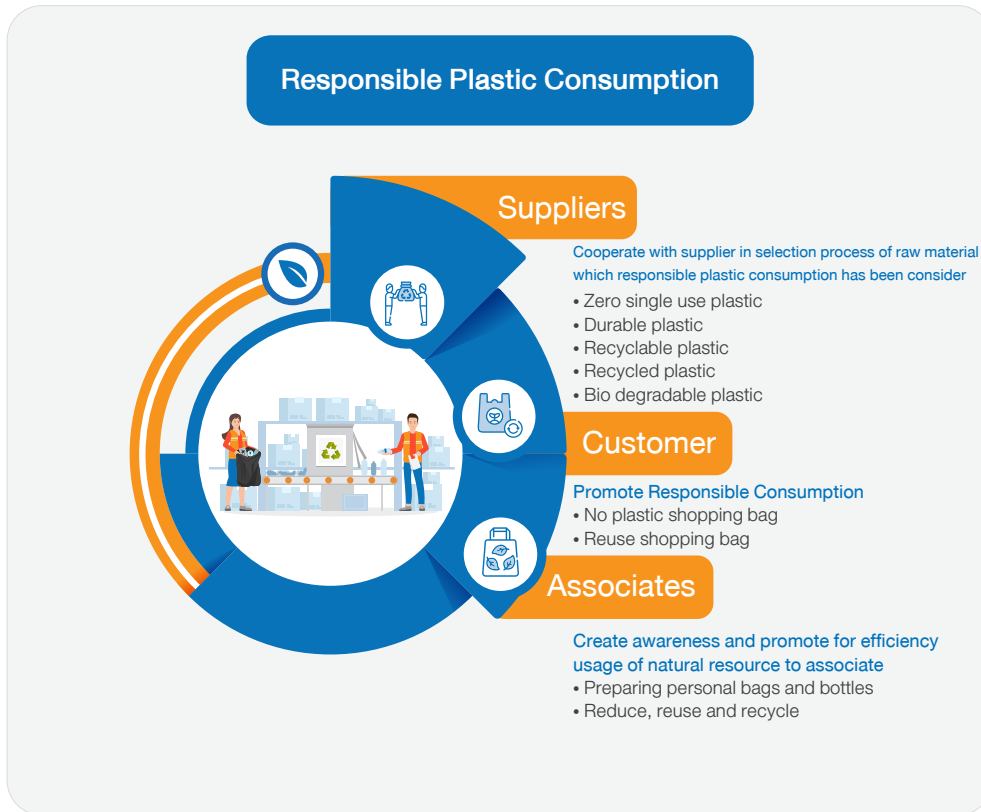 Responsible Plastic Consumption
Suppliers
Cooperate with supplier in selection process of raw material
which responsible plastic consumption has been consider
• Zero single use plastic
• Durable plastic
• Recyclable plastic
• Recycled plastic
• Bio degradable plastic
Customer
Promote Responsible Consumption
• No plastic shopping bag
• Reuse shopping bag
Associates
Create awareness and promote for efficiency
usage of natural resource to associate
• Preparing personal bags and bottles
• Reduce, reuse and recycle